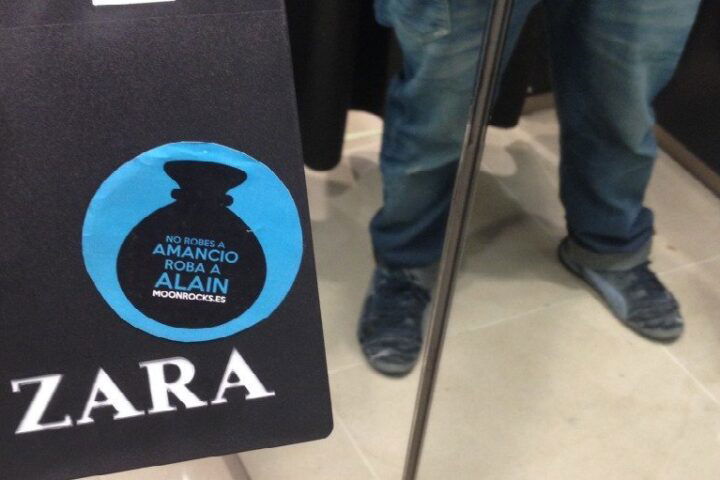 NO ROBES A
AMANCIO
ROBA A
ALAIN
MOONROCKS.ES
ZARA